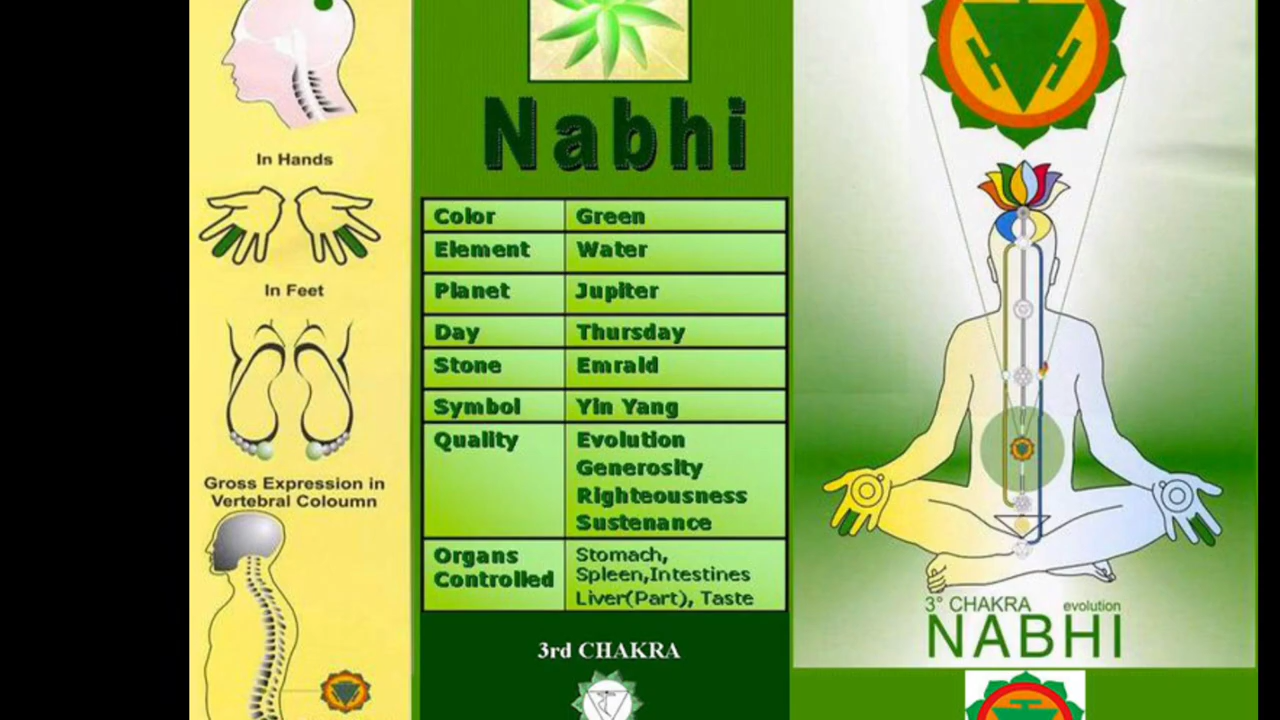 In Hands
In Feet
Gross Expression in
Vertebral Coloumn
Nabhi
Color Green
Element Water
Planet Jupiter
Day Thursday
Stone Emrald
Symbol Yin Yang
Quality Evolution
Generosity
Righteousness
Sustenance
Organs Controlled Stomach,
Spleen,Intestines
Liver(Part), Taste
3rd CHAKRA
3° CHAKRA evolution
NABHI